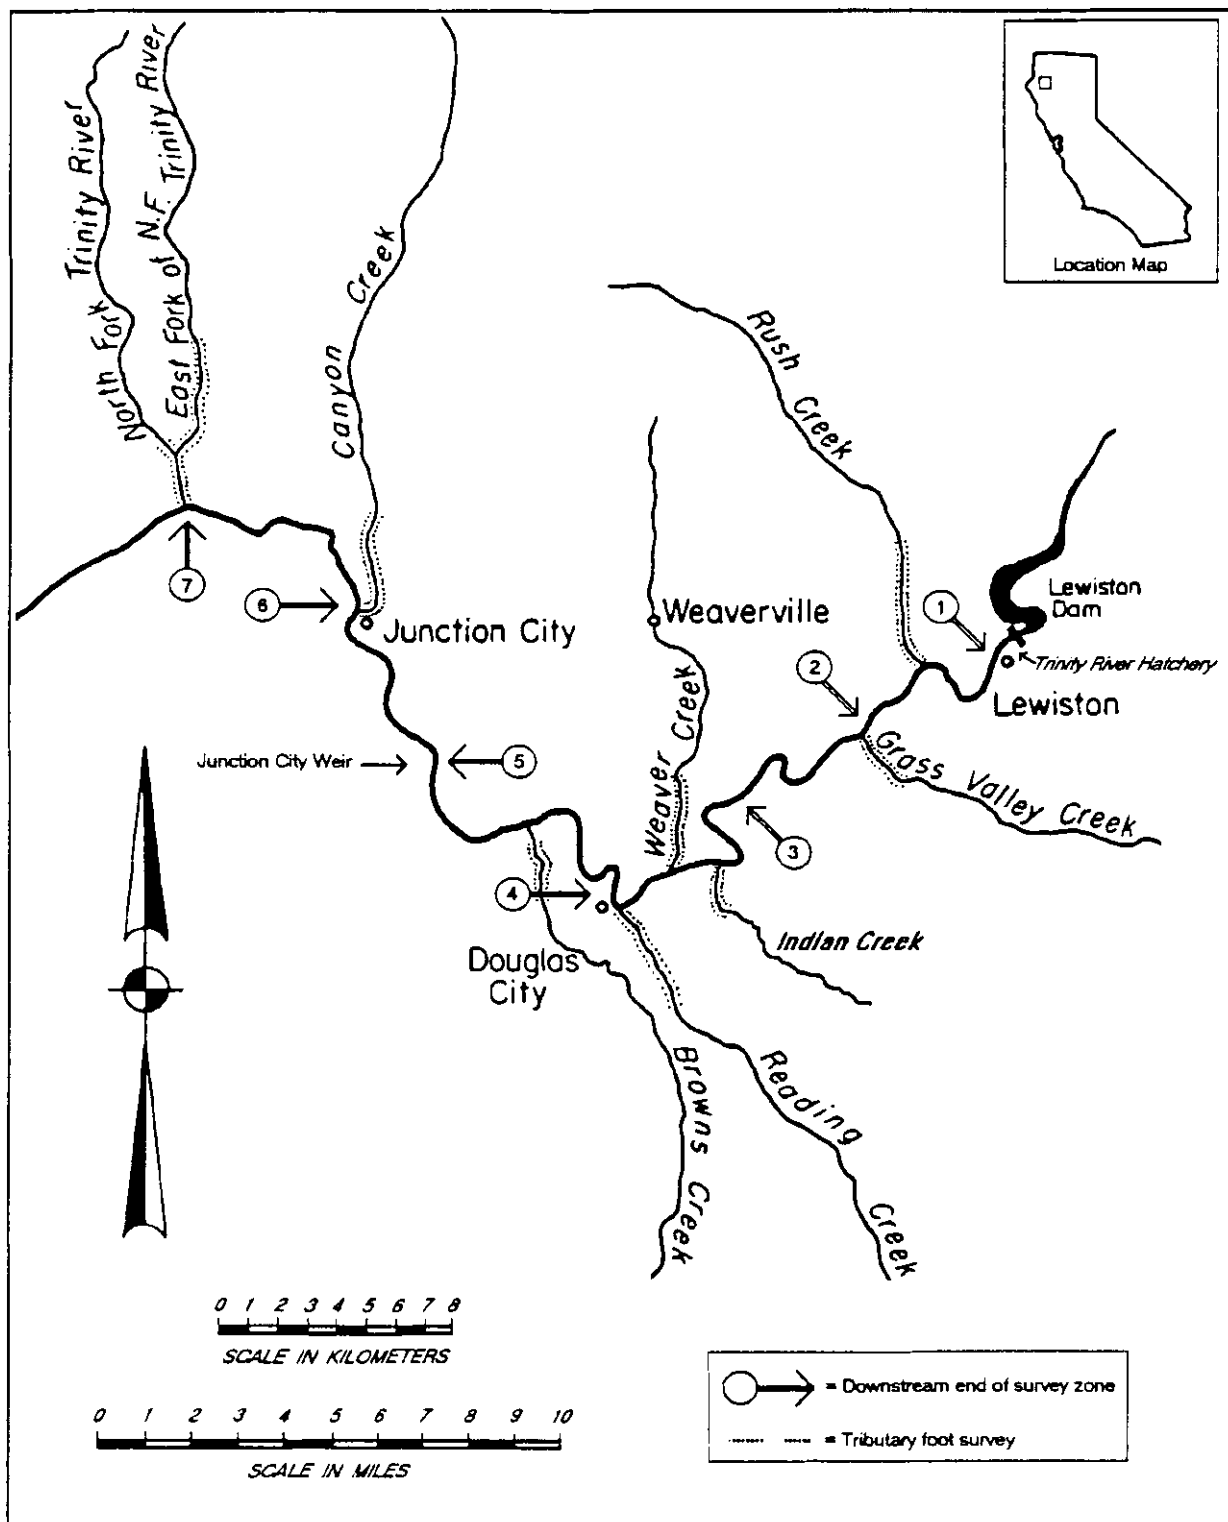 North Fork Trinity River
East Fork of N.F. Trinity River
Canyon Creek
Location Map
Rush Creek
Lewiston
Dam
Trinity River Hatchery
Lewiston
1
2
Weaverville
7
6
Junction City
Weaver Creek
Grass Valley Creek
Junction City Weir
5
3
4
Indian Creek
Douglas
City
Browns Creek
Reading Creek
0 1 2 3 4 5 6 7 8
SCALE IN KILOMETERS
0 1 2 3 4 5 6 7 8 9 10
SCALE IN MILES
= Downstream end of survey zone
= Tributary foot survey